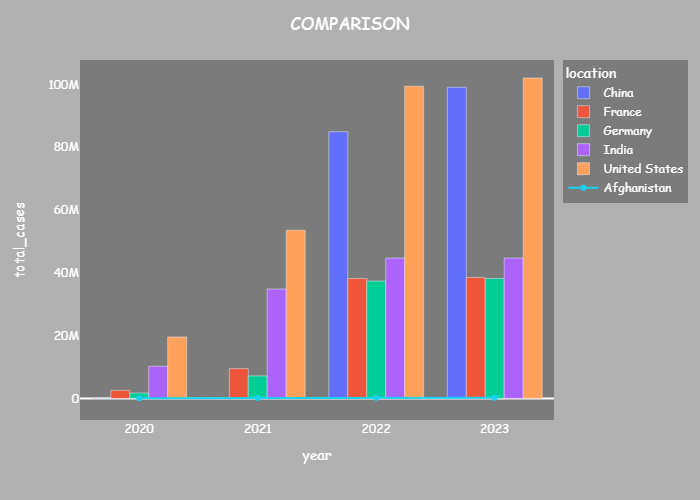 COMPARISON
location
China
France
Germany
India
United States
Afghanistan
total_cases
100M
80M
60M
40M
20M
0
2020 2021 2022 2023
year